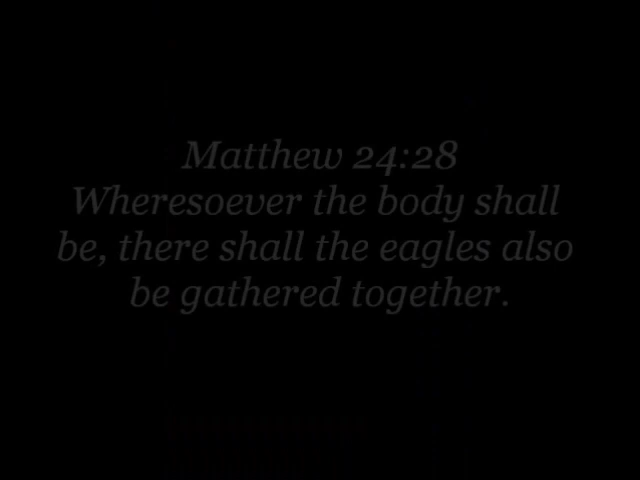 Matthew 24:28
Wheresoever the body shall
be, there shall the eagles also
be gathered together.